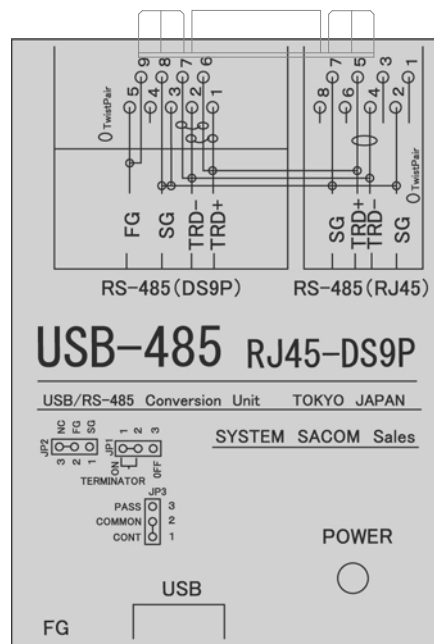 9 8 7 6
5 4 3 2 1
TwistPair
FG SG TRD- TRD+
RS-485(DS9P)
7 5 3 1
8 6 4 2
TwistPair
SG TRD+ TRD- SG
RS-485(RJ45)
USB-485 RJ45-DS9P
USB/RS-485 Conversion Unit TOKYO JAPAN
SYSTEM SACOM Sales
JP2
NC FG SG
3 2 1
JP1
1 2 3
ON OFF
TERMINATOR
JP3
PASS 3
COMMON 2
CONT 1
POWER
USB
FG